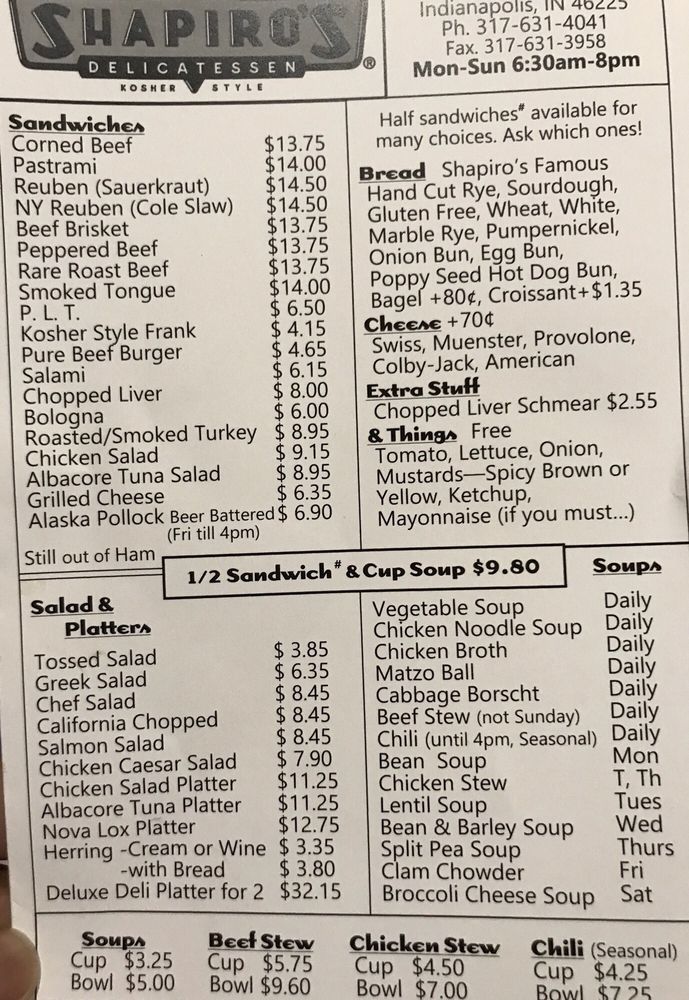 SHAPIRO'S
DELICATESSEN
KOSHER STYLE
®
Indianapolis, IN 46225
Ph. 317-631-4041
Fax. 317-631-3958
Mon-Sun 6:30am-8pm
Sandwiches
Corned Beef $13.75
Pastrami $14.00
Reuben (Sauerkraut) $14.50
NY Reuben (Cole Slaw) $14.50
Beef Brisket $13.75
Peppered Beef $13.75
Rare Roast Beef $13.75
Smoked Tongue $14.00
P. L. T. $ 6.50
Kosher Style Frank $ 4.15
Pure Beef Burger $ 4.65
Salami $ 6.15
Chopped Liver $ 8.00
Bologna $ 6.00
Roasted/Smoked Turkey $ 8.95
Chicken Salad $ 9.15
Albacore Tuna Salad $ 8.95
Grilled Cheese $ 6.35
Alaska Pollock Beer Battered $ 6.90
(Fri till 4pm)
Still out of Ham
Half sandwiches# available for
many choices. Ask which ones!
Bread Shapiro's Famous
Hand Cut Rye, Sourdough,
Gluten Free, Wheat, White,
Marble Rye, Pumpernickel,
Onion Bun, Egg Bun,
Poppy Seed Hot Dog Bun,
Bagel +80¢, Croissant+$1.35
Cheese +70¢
Swiss, Muenster, Provolone,
Colby-Jack, American
Extra Stuff
Chopped Liver Schmear $2.55
& Things Free
Tomato, Lettuce, Onion,
Mustards—Spicy Brown or
Yellow, Ketchup,
Mayonnaise (if you must...)
1/2 Sandwich# & Cup Soup $9.80
Salad &
Platters
Tossed Salad $ 3.85
Greek Salad $ 6.35
Chef Salad $ 8.45
California Chopped $ 8.45
Salmon Salad $ 8.45
Chicken Caesar Salad $ 7.90
Chicken Salad Platter $11.25
Albacore Tuna Platter $11.25
Nova Lox Platter $12.75
Herring -Cream or Wine $ 3.35
-with Bread $ 3.80
Deluxe Deli Platter for 2 $32.15
Soups
Vegetable Soup Daily
Chicken Noodle Soup Daily
Chicken Broth Daily
Matzo Ball Daily
Cabbage Borscht Daily
Beef Stew (not Sunday) Daily
Chili (until 4pm, Seasonal) Daily
Bean Soup Mon
Chicken Stew T, Th
Lentil Soup Tues
Bean & Barley Soup Wed
Split Pea Soup Thurs
Clam Chowder Fri
Broccoli Cheese Soup Sat
Soups
Cup $3.25
Bowl $5.00
Beef Stew
Cup $5.75
Bowl $9.60
Chicken Stew
Cup $4.50
Bowl $7.00
Chili (Seasonal)
Cup $4.25
Bowl $7.25